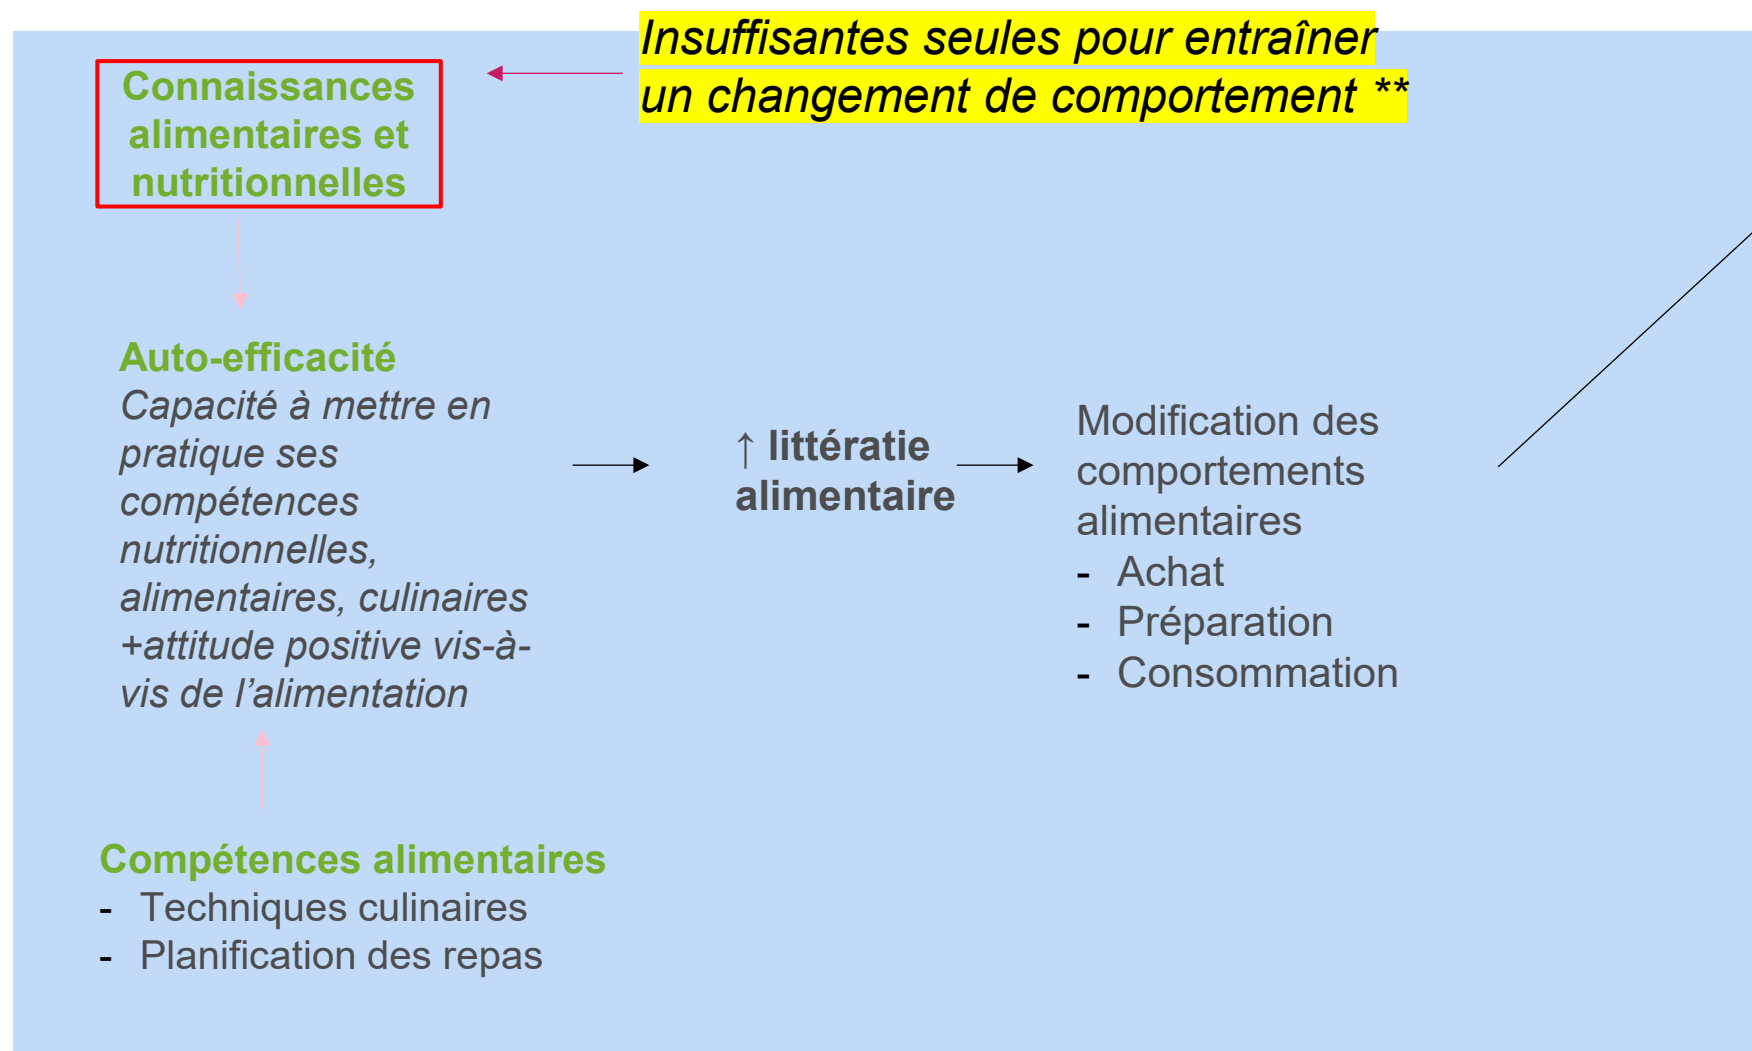 Insuffisantes seules pour entraîner
un changement de comportement **
Connaissances
alimentaires et
nutritionnelles
Auto-efficacité
Capacité à mettre en
pratique ses
compétences
nutritionnelles,
alimentaires, culinaires
+attitude positive vis-à-
vis de l’alimentation
↑ littératie
alimentaire
Modification des
comportements
alimentaires
- Achat
- Préparation
- Consommation
Compétences alimentaires
- Techniques culinaires
- Planification des repas